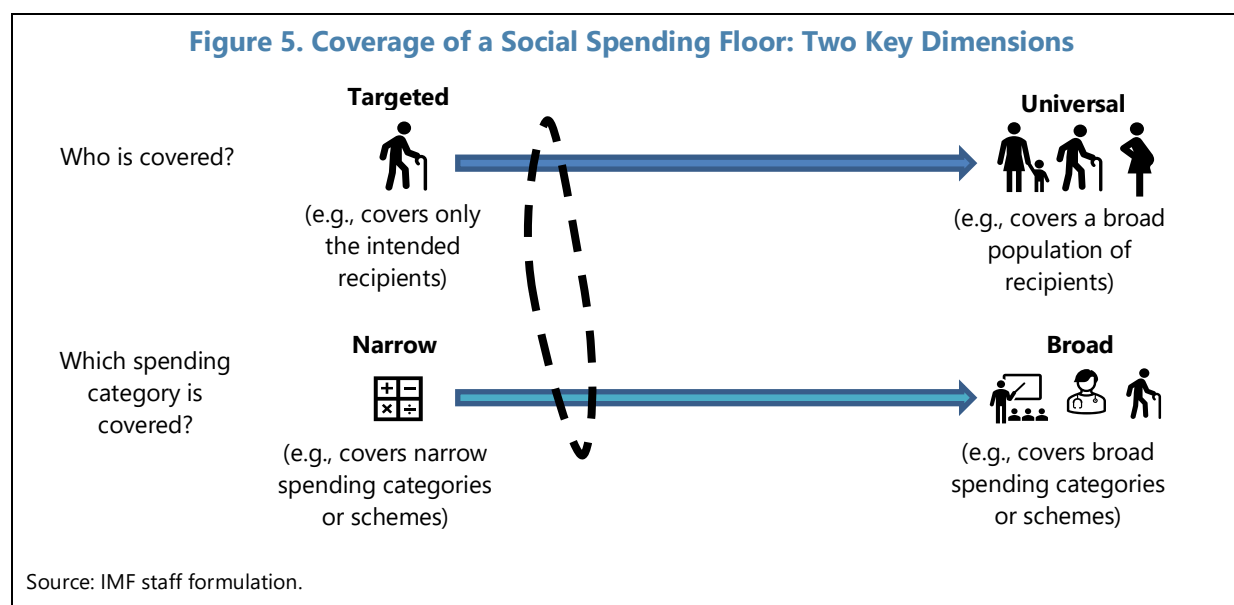 Figure 5. Coverage of a Social Spending Floor: Two Key Dimensions
Targeted
Universal
Who is covered?
(e.g., covers only
the intended
recipients)
(e.g., covers a broad
population of
recipients)
Narrow
Broad
Which spending
category is
covered?
+ −
× ÷
(e.g., covers narrow
spending categories
or schemes)
(e.g., covers broad
spending categories
or schemes)
Source: IMF staff formulation.